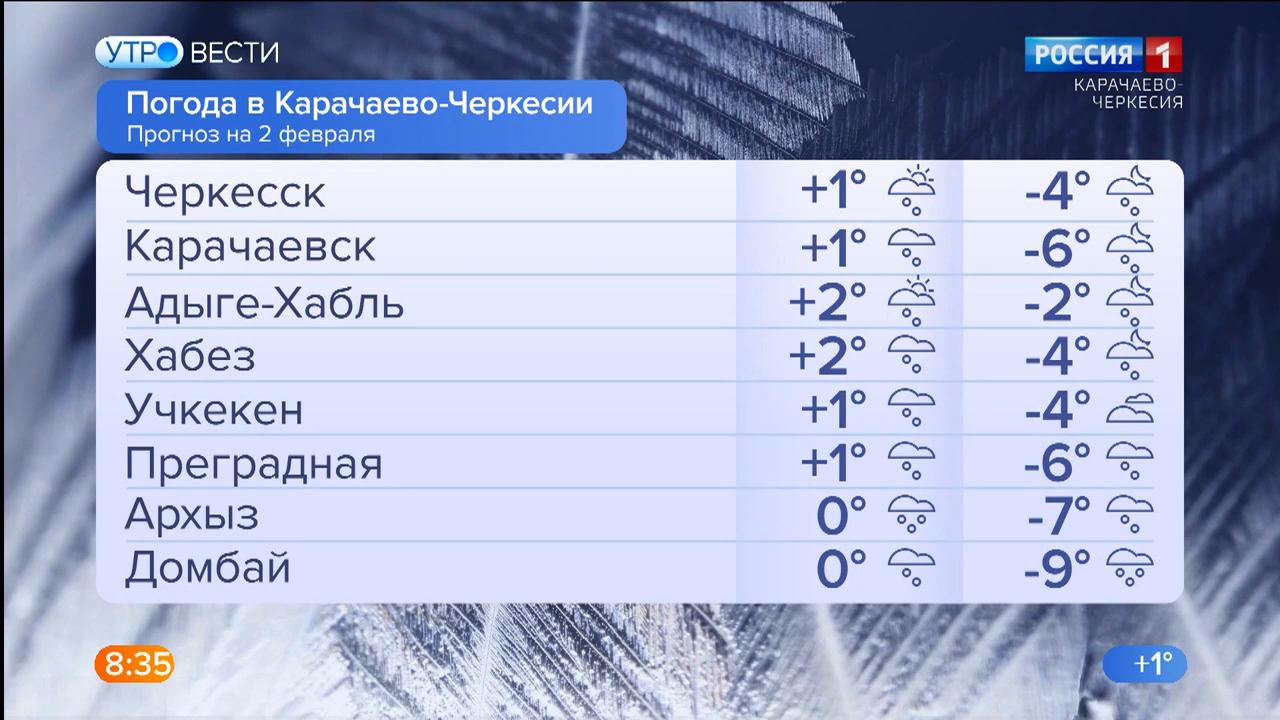 УТРО ВЕСТИ
РОССИЯ 1
КАРАЧАЕВО-
ЧЕРКЕСИЯ
Погода в Карачаево-Черкесии
Прогноз на 2 февраля
Черкесск +1° -4°
Карачаевск +1° -6°
Адыге-Хабль +2° -2°
Хабез +2° -4°
Учкекен +1° -4°
Преградная +1° -6°
Архыз 0° -7°
Домбай 0° -9°
8:35 +1°